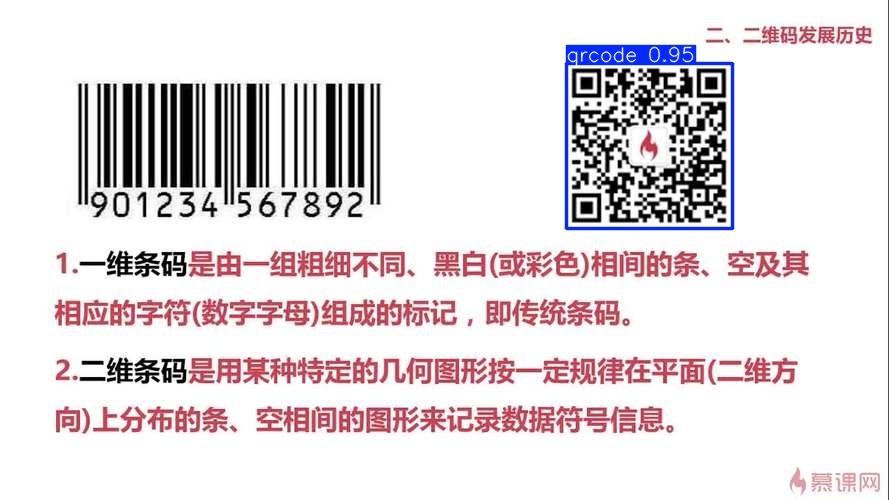 二、二维码发展历史
qrcode 0.95
901234 567892
1.一维条码是由一组粗细不同、黑白(或彩色)相间的条、空及其
相应的字符(数字字母)组成的标记，即传统条码。
2.二维条码是用某种特定的几何图形按一定规律在平面(二维方
向)上分布的条、空相间的图形来记录数据符号信息。
慕课网